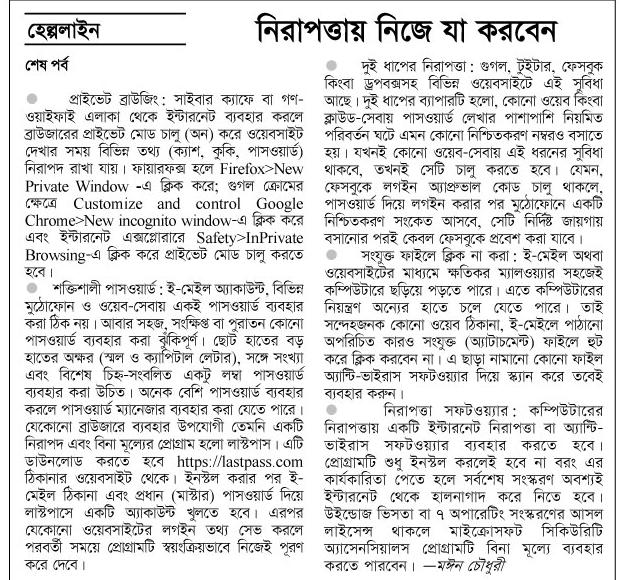 হেল্পলাইন
নিরাপত্তায় নিজে যা করবেন
শেষ পর্ব
প্রাইভেট ব্রাউজিং : সাইবার ক্যাফে বা গণ-
ওয়াইফাই এলাকা থেকে ইন্টারনেট ব্যবহার করলে
ব্রাউজারের প্রাইভেট মোড চালু (অন) করে ওয়েবসাইট
দেখার সময় বিভিন্ন তথ্য (ক্যাশ, কুকি, পাসওয়ার্ড)
নিরাপদ রাখা যায়। ফায়ারফক্স হলে Firefox>New
Private Window -এ ক্লিক করে; গুগল ক্রোমের
ক্ষেত্রে Customize and control Google
Chrome>New incognito window-এ ক্লিক করে
এবং ইন্টারনেট এক্সপ্লোরারে Safety>InPrivate
Browsing-এ ক্লিক করে প্রাইভেট মোড চালু করতে
হবে।
শক্তিশালী পাসওয়ার্ড : ই-মেইল অ্যাকাউন্ট, বিভিন্ন
মুঠোফোন ও ওয়েব-সেবায় একই পাসওয়ার্ড ব্যবহার
করা ঠিক নয়। আবার সহজ, সংক্ষিপ্ত বা পুরাতন কোনো
পাসওয়ার্ড ব্যবহার করা ঝুঁকিপূর্ণ। ছোট হাতের বড়
হাতের অক্ষর (স্মল ও ক্যাপিটাল লেটার), সঙ্গে সংখ্যা
এবং বিশেষ চিহ্ন-সংবলিত একটু লম্বা পাসওয়ার্ড
ব্যবহার করা উচিত। অনেক বেশি পাসওয়ার্ড ব্যবহার
করলে পাসওয়ার্ড ম্যানেজার ব্যবহার করা যেতে পারে।
যেকোনো ব্রাউজারে ব্যবহার উপযোগী তেমনি একটি
নিরাপদ এবং বিনা মূল্যের প্রোগ্রাম হলো লাস্টপাস। এটি
ডাউনলোড করতে হবে https://lastpass.com
ঠিকানার ওয়েবসাইট থেকে। ইনস্টল করার পর ই-
মেইল ঠিকানা এবং প্রধান (মাস্টার) পাসওয়ার্ড দিয়ে
লাস্টপাসে একটি অ্যাকাউন্ট খুলতে হবে। এরপর
যেকোনো ওয়েবসাইটের লগইন তথ্য সেভ করলে
পরবর্তী সময়ে প্রোগ্রামটি স্বয়ংক্রিয়ভাবে নিজেই পূরণ
করে দেবে।
দুই ধাপের নিরাপত্তা : গুগল, টুইটার, ফেসবুক
কিংবা ড্রপবক্সসহ বিভিন্ন ওয়েবসাইটে এই সুবিধা
আছে। দুই ধাপের ব্যাপারটি হলো, কোনো ওয়েব কিংবা
ক্লাউড-সেবায় পাসওয়ার্ড লেখার পাশাপাশি নিয়মিত
পরিবর্তন ঘটে এমন কোনো নিশ্চিতকরণ নম্বরও বসাতে
হয়। যখনই কোনো ওয়েব-সেবায় এই ধরনের সুবিধা
থাকবে, তখনই সেটি চালু করতে হবে। যেমন,
ফেসবুকে লগইন অ্যাপ্রুভাল কোড চালু থাকলে,
পাসওয়ার্ড দিয়ে লগইন করার পর মুঠোফোনে একটি
নিশ্চিতকরণ সংকেত আসবে, সেটি নির্দিষ্ট জায়গায়
বসানোর পরই কেবল ফেসবুকে প্রবেশ করা যাবে।
সংযুক্ত ফাইলে ক্লিক না করা : ই-মেইল অথবা
ওয়েবসাইটের মাধ্যমে ক্ষতিকর ম্যালওয়্যার সহজেই
কম্পিউটারে ছড়িয়ে পড়তে পারে। এতে কম্পিউটারের
নিয়ন্ত্রণ অন্যের হাতে চলে যেতে পারে। তাই
সন্দেহজনক কোনো ওয়েব ঠিকানা, ই-মেইলে পাঠানো
অপরিচিত কারও সংযুক্ত (অ্যাটাচমেন্ট) ফাইলে হুট
করে ক্লিক করবেন না। এ ছাড়া নামানো কোনো ফাইল
অ্যান্টি-ভাইরাস সফটওয়্যার দিয়ে স্ক্যান করে তবেই
ব্যবহার করুন।
নিরাপত্তা সফটওয়্যার : কম্পিউটারের
নিরাপত্তায় একটি ইন্টারনেট নিরাপত্তা বা অ্যান্টি-
ভাইরাস সফটওয়্যার ব্যবহার করতে হবে।
প্রোগ্রামটি শুধু ইনস্টল করলেই হবে না বরং এর
কার্যকারিতা পেতে হলে সর্বশেষ সংস্করণ অবশ্যই
ইন্টারনেট থেকে হালনাগাদ করে নিতে হবে।
উইন্ডোজ ভিসতা বা ৭ অপারেটিং সংস্করণের আসল
লাইসেন্স থাকলে মাইক্রোসফট সিকিউরিটি
অ্যাসেনসিয়ালস প্রোগ্রামটি বিনা মূল্যে ব্যবহার
করতে পারবেন। —মঈন চৌধুরী